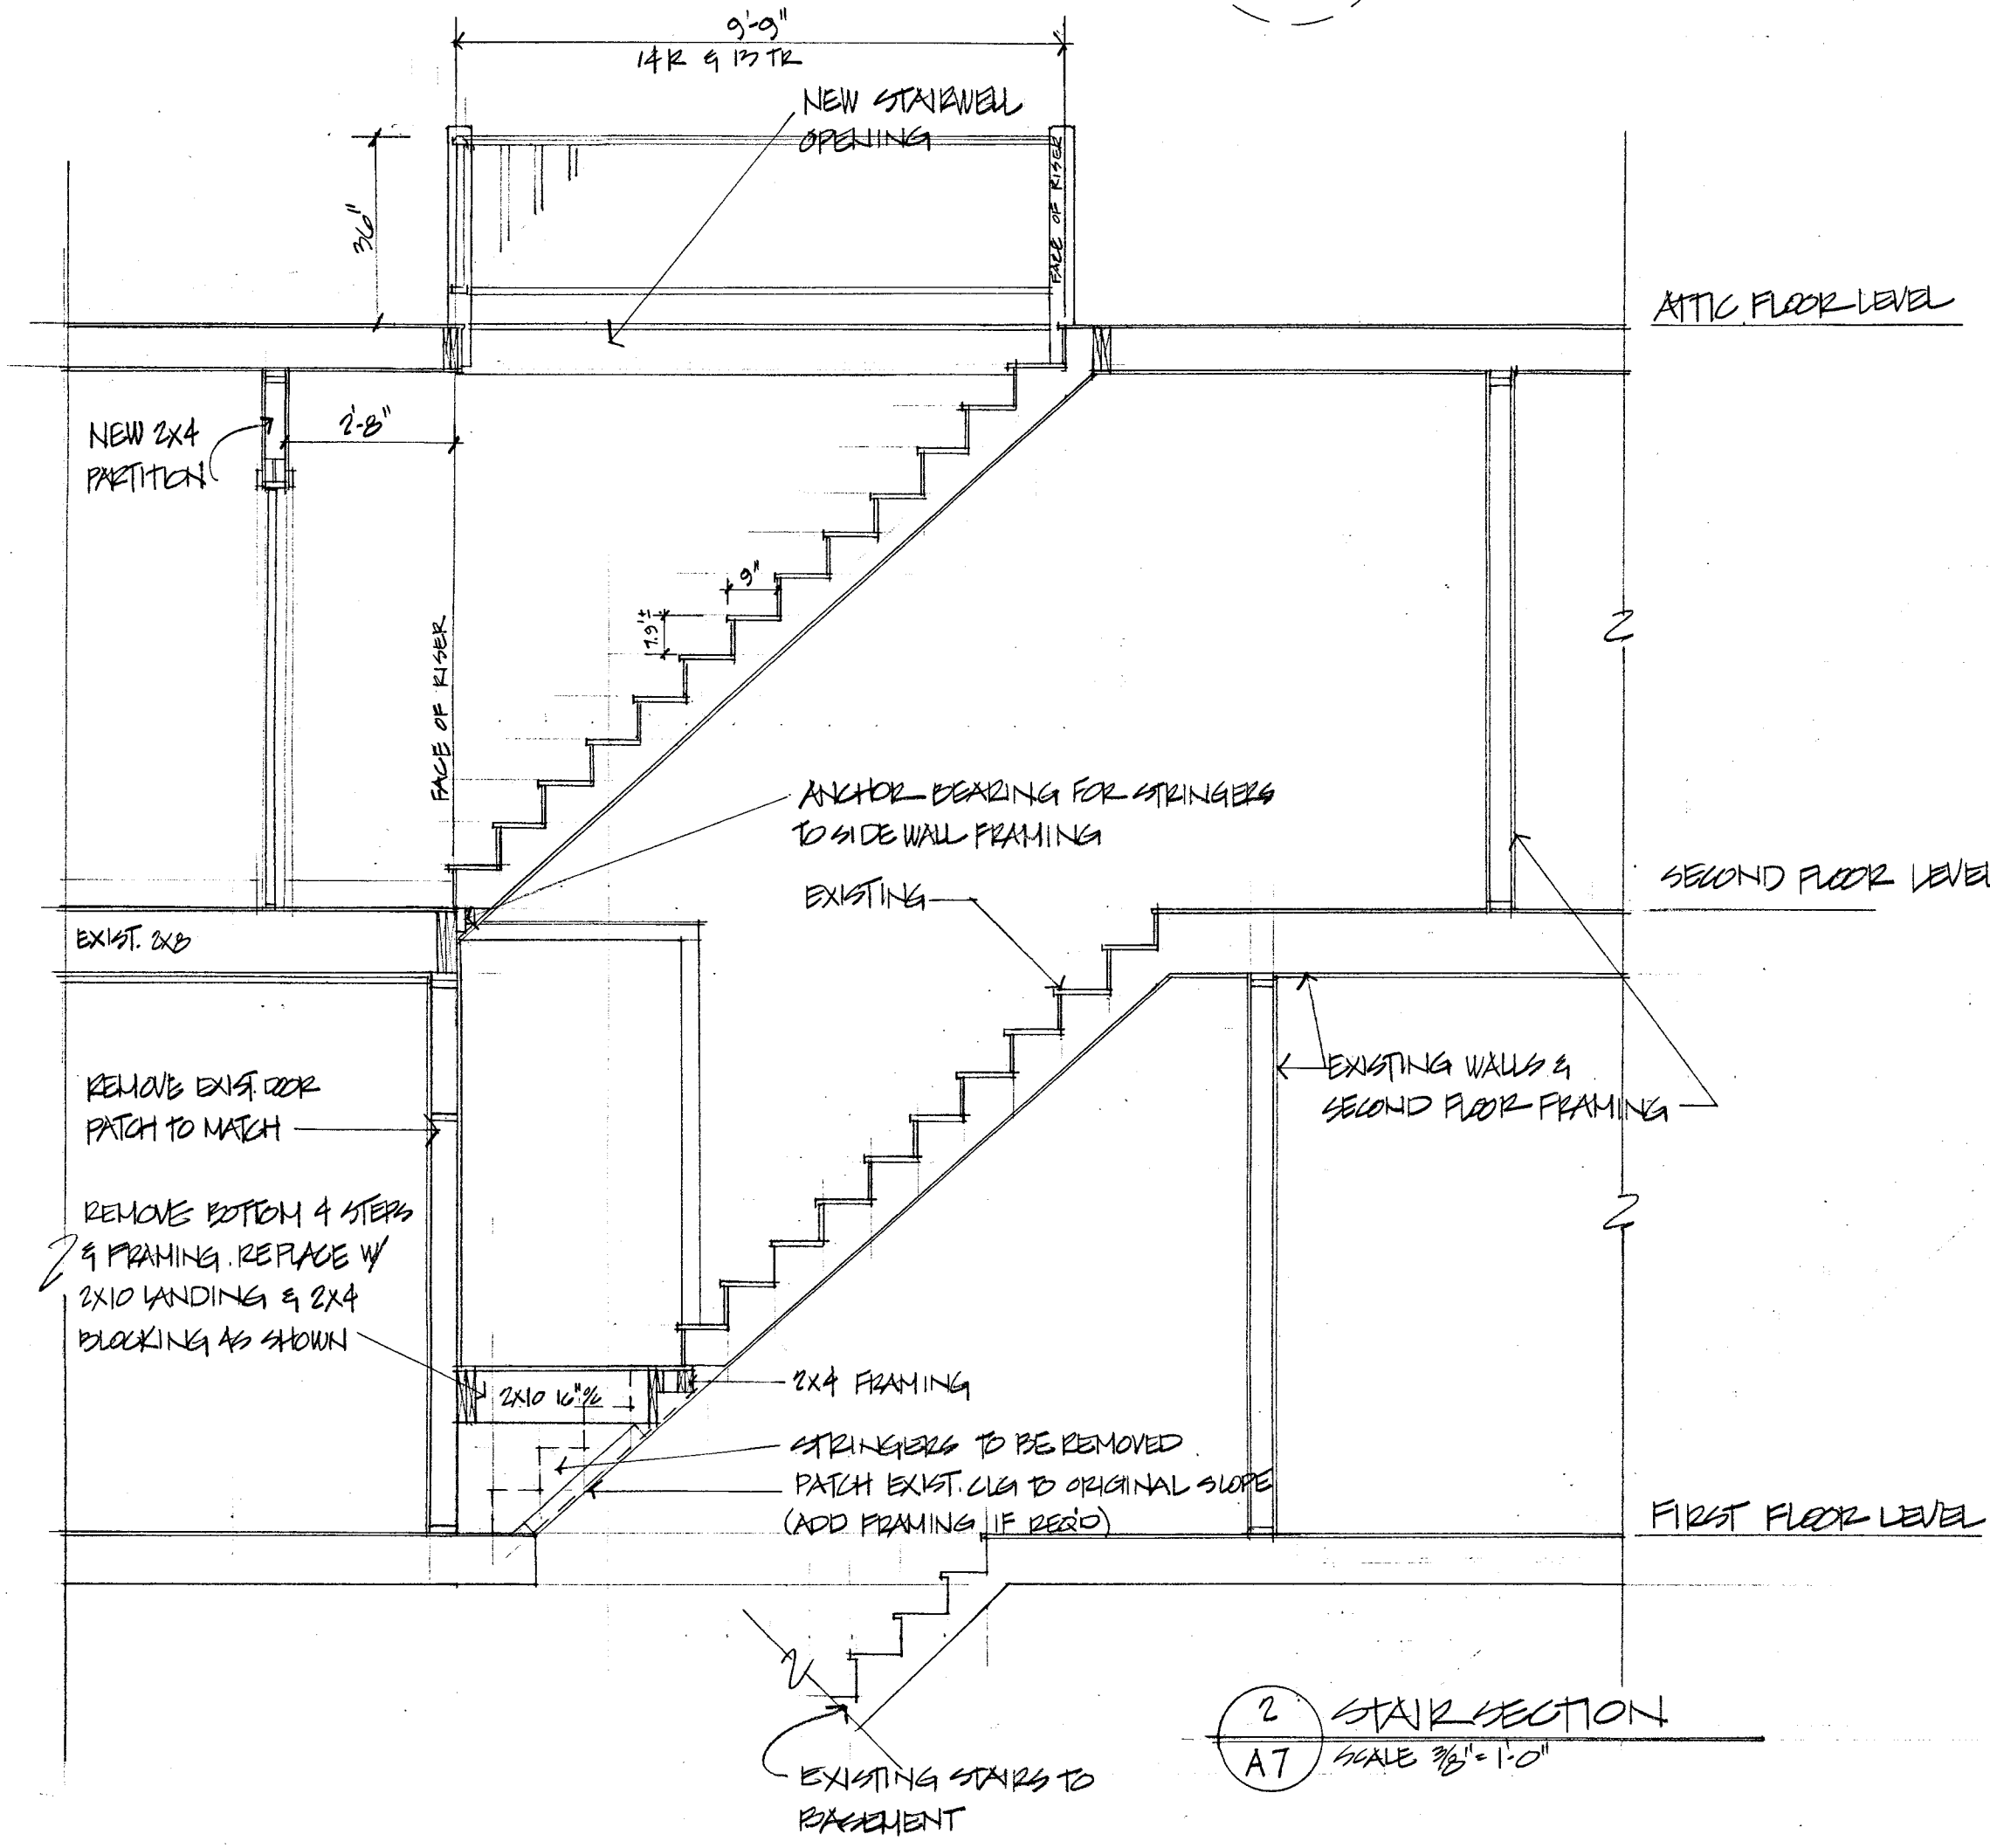 9'-9"
14R & 13 TR
NEW STAIRWELL
OPENING
36"
FACE OF RISER
ATTIC FLOOR LEVEL
NEW 2X4
PARTITION
2'-8"
9"
7.9"±
FACE OF RISER
ANCHOR BEARING FOR STRINGERS
TO SIDE WALL FRAMING
EXISTING
SECOND FLOOR LEVEL
EXIST. 2X8
REMOVE EXIST. DOOR
PATCH TO MATCH
EXISTING WALLS &
SECOND FLOOR FRAMING
REMOVE BOTTOM 4 STEPS
& FRAMING. REPLACE W/
2X10 LANDING & 2X4
BLOCKING AS SHOWN
2X10 16" o/c
2X4 FRAMING
STRINGERS TO BE REMOVED.
PATCH EXIST. CLG TO ORIGINAL SLOPE
(ADD FRAMING IF REQ'D)
FIRST FLOOR LEVEL
EXISTING STAIRS TO
BASEMENT
2
A7
STAIR SECTION
SCALE 3/8" = 1'-0"